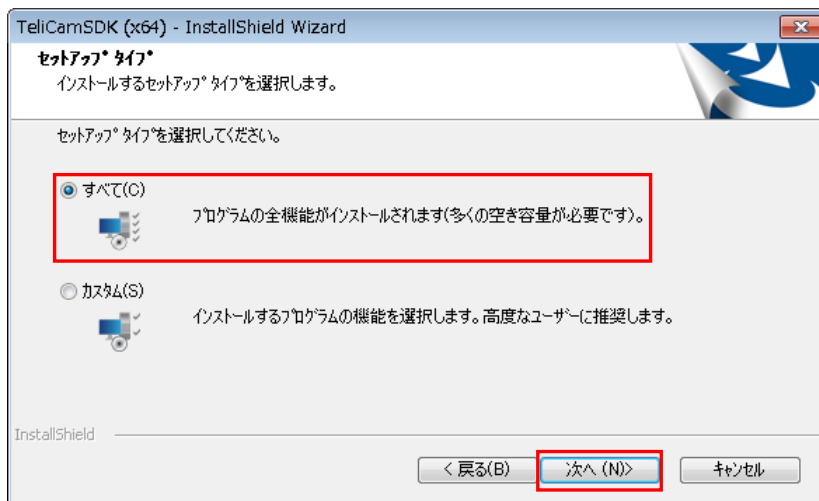 TeliCamSDK (x64) - InstallShield Wizard
セットアップ タイプ
インストールするセットアップ タイプを選択します。
セットアップ タイプを選択してください。
すべて(C)
プログラムの全機能がインストールされます(多くの空き容量が必要です)。
カスタム(S)
インストールするプログラムの機能を選択します。高度なユーザーに推奨します。
InstallShield
< 戻る(B)
次へ (N)>
キャンセル